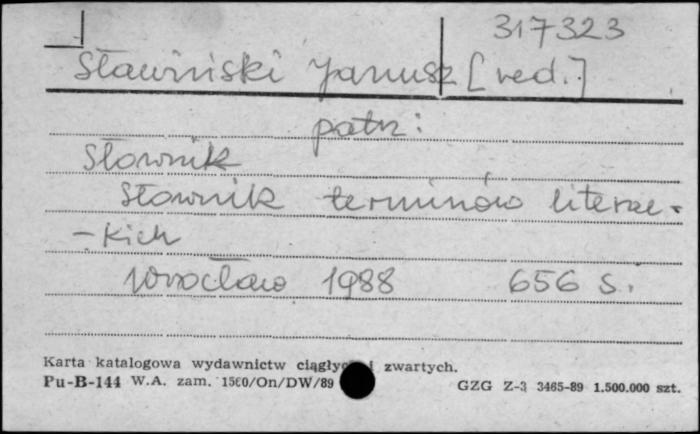 317323
Sławiński Janusz [red.]
patrz:
Słownik
Słownik terminów literac-
-kich
Wrocław 1988 656 s.
Karta katalogowa wydawnictw ciągłych i zwartych.
Pu-B-144 W.A. zam. 1560/On/DW/89 GZG Z-3 3465-89 1.500.000 szt.